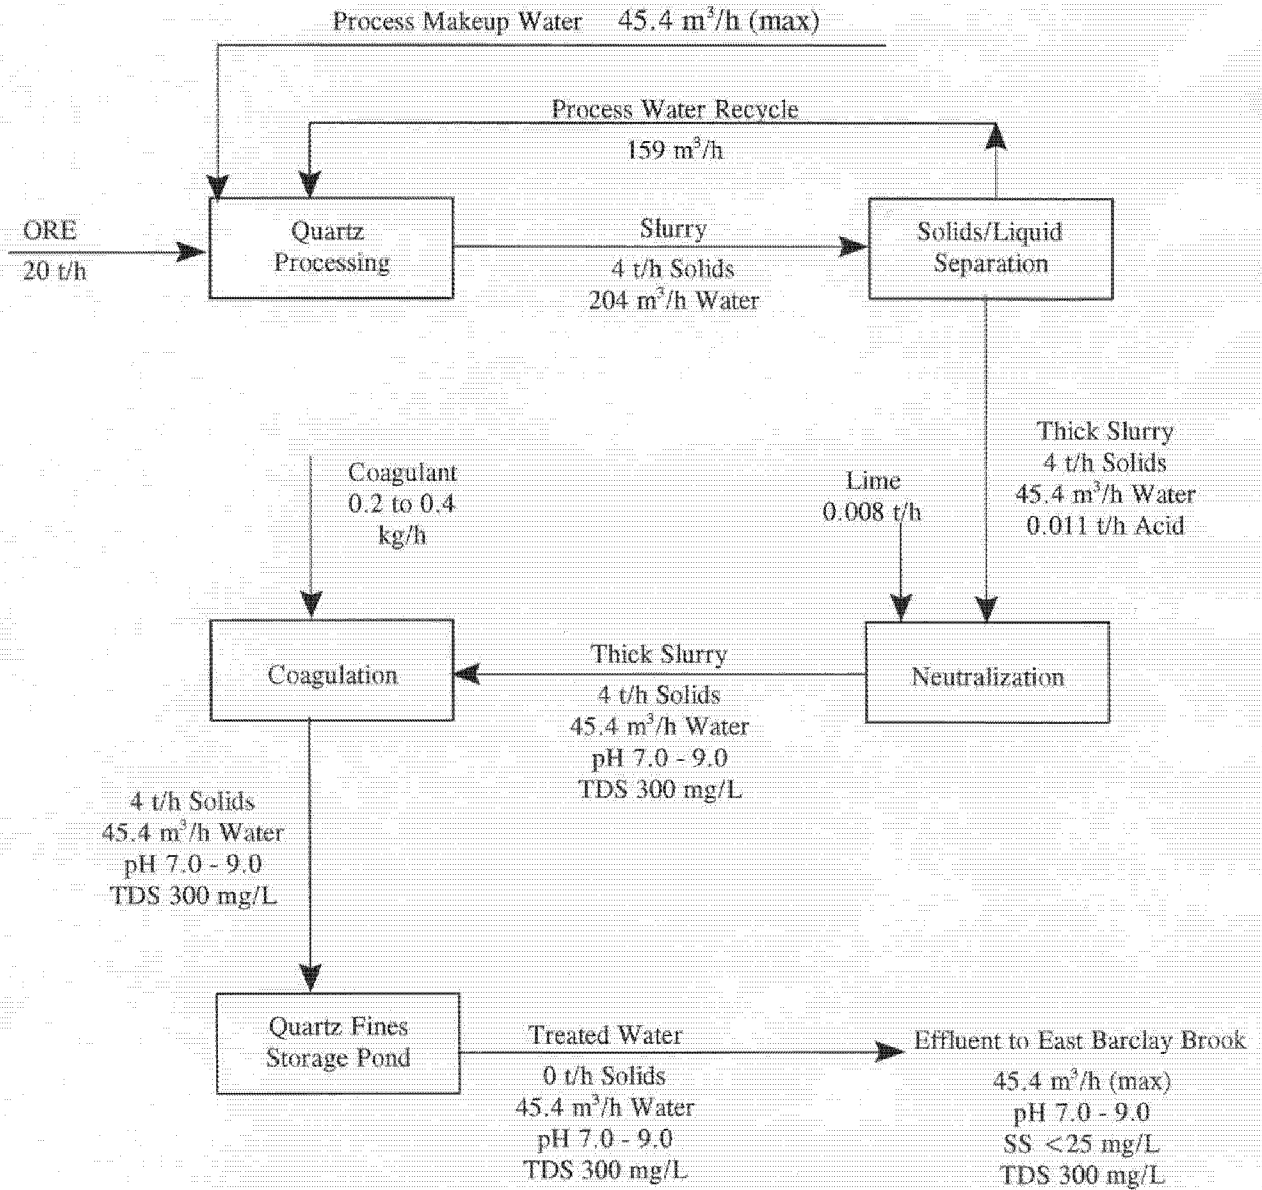 Process Makeup Water 45.4 m³/h (max)
Process Water Recycle
159 m³/h
ORE
20 t/h
Quartz
Processing
Slurry
4 t/h Solids
204 m³/h Water
Solids/Liquid
Separation
Thick Slurry
4 t/h Solids
45.4 m³/h Water
0.011 t/h Acid
Lime
0.008 t/h
Coagulant
0.2 to 0.4
kg/h
Coagulation
Thick Slurry
4 t/h Solids
45.4 m³/h Water
pH 7.0 - 9.0
TDS 300 mg/L
Neutralization
4 t/h Solids
45.4 m³/h Water
pH 7.0 - 9.0
TDS 300 mg/L
Quartz Fines
Storage Pond
Treated Water
0 t/h Solids
45.4 m³/h Water
pH 7.0 - 9.0
TDS 300 mg/L
Effluent to East Barclay Brook
45.4 m³/h (max)
pH 7.0 - 9.0
SS <25 mg/L
TDS 300 mg/L